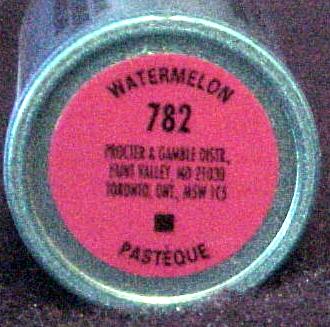 WATERMELON
782
PROCTER & GAMBLE DISTR.,
HUNT VALLEY, MD 21030
TORONTO, ONT., M5W 1C5
PASTÈQUE